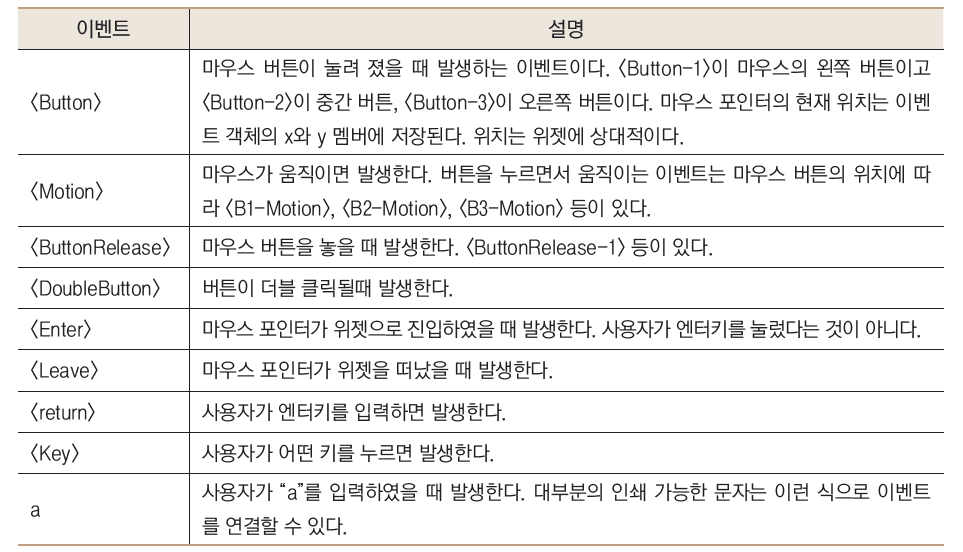 이벤트 설명
<Button> 마우스 버튼이 눌려 졌을 때 발생하는 이벤트이다. <Button-1>이 마우스의 왼쪽 버튼이고
<Button-2>이 중간 버튼, <Button-3>이 오른쪽 버튼이다. 마우스 포인터의 현재 위치는 이벤
트 객체의 x와 y 멤버에 저장된다. 위치는 위젯에 상대적이다.
<Motion> 마우스가 움직이면 발생한다. 버튼을 누르면서 움직이는 이벤트는 마우스 버튼의 위치에 따
라 <B1-Motion>, <B2-Motion>, <B3-Motion> 등이 있다.
<ButtonRelease> 마우스 버튼을 놓을 때 발생한다. <ButtonRelease-1> 등이 있다.
<DoubleButton> 버튼이 더블 클릭될때 발생한다.
<Enter> 마우스 포인터가 위젯으로 진입하였을 때 발생한다. 사용자가 엔터키를 눌렀다는 것이 아니다.
<Leave> 마우스 포인터가 위젯을 떠났을 때 발생한다.
<return> 사용자가 엔터키를 입력하면 발생한다.
<Key> 사용자가 어떤 키를 누르면 발생한다.
a 사용자가 “a”를 입력하였을 때 발생한다. 대부분의 인쇄 가능한 문자는 이런 식으로 이벤트
를 연결할 수 있다.